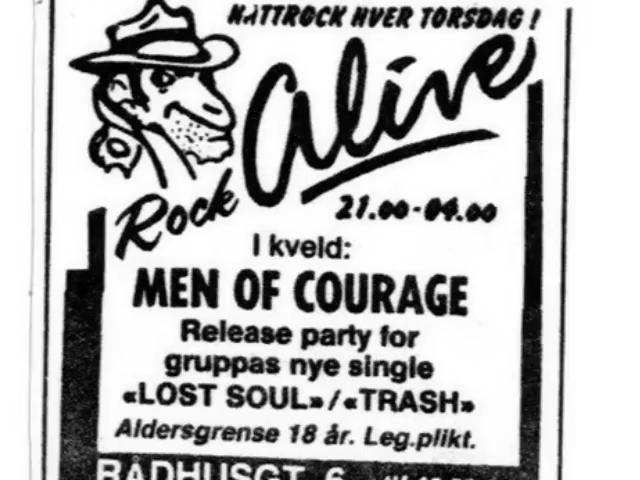 NATTROCK HVER TORSDAG!
Rock Alive
21.00-04.00
I kveld:
MEN OF COURAGE
Release party for
gruppas nye single
«LOST SOUL»/«TRASH»
Aldersgrense 18 år. Leg.plikt.
RÅDHUSGT. 6